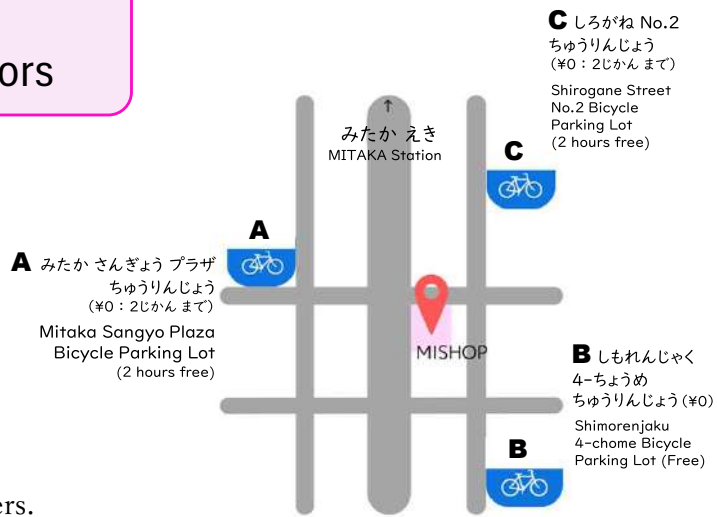 ors
C しろがね No.2
ちゅうりんじょう
(¥0：2じかん まで)
Shirogane Street
No.2 Bicycle
Parking Lot
(2 hours free)
↑
みたか えき
MITAKA Station
C
A
A みたか さんぎょう プラザ
ちゅうりんじょう
(¥0：2じかん まで)
Mitaka Sangyo Plaza
Bicycle Parking Lot
(2 hours free)
MISHOP
B しもれんじゃく
4-ちょうめ
ちゅうりんじょう(¥0)
Shimorenjaku
4-chome Bicycle
Parking Lot (Free)
B
ers.